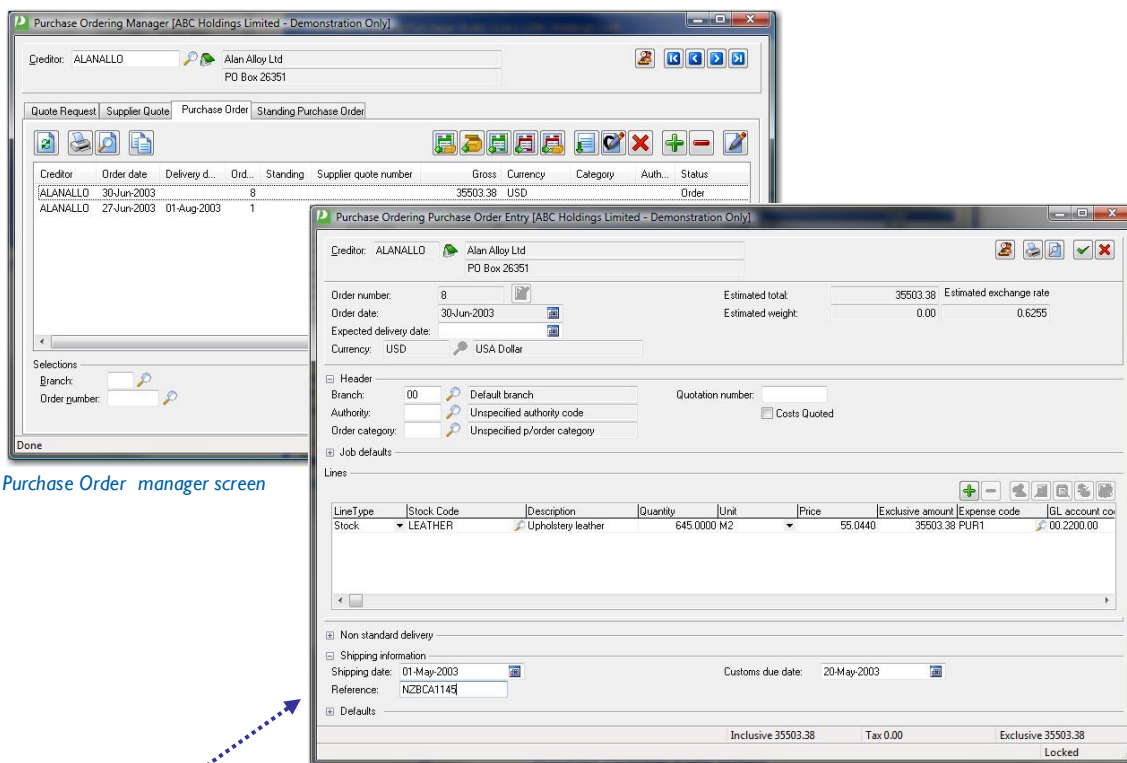 Purchase Ordering Manager [ABC Holdings Limited - Demonstration Only]
Creditor: ALANALLO Alan Alloy Ltd
PO Box 26351
Quote Request Supplier Quote Purchase Order Standing Purchase Order
Creditor Order date Delivery d... Ord... Standing Supplier quote number Gross Currency Category Auth... Status
ALANALLO 30-Jun-2003 8 35503.38 USD Order
ALANALLO 27-Jun-2003 01-Aug-2003 1
Selections
Branch:
Order number:
Done
Purchase Order manager screen
Purchase Ordering Purchase Order Entry [ABC Holdings Limited - Demonstration Only]
Creditor: ALANALLO Alan Alloy Ltd
PO Box 26351
Order number: 8 Estimated total: 35503.38 Estimated exchange rate
Order date: 30-Jun-2003 Estimated weight: 0.00 0.6255
Expected delivery date:
Currency: USD USA Dollar
Header
Branch: 00 Default branch Quotation number:
Authority: Unspecified authority code Costs Quoted
Order category: Unspecified p/order category
Job defaults
Lines
LineType Stock Code Description Quantity Unit Price Exclusive amount Expense code GL account co
Stock LEATHER Upholstery leather 645.0000 M2 55.0440 35503.38 PUR1 00.2200.00
Non standard delivery
Shipping information
Shipping date: 01-May-2003 Customs due date: 20-May-2003
Reference: NZBCA1145
Defaults
Inclusive 35503.38 Tax 0.00 Exclusive 35503.38
Locked